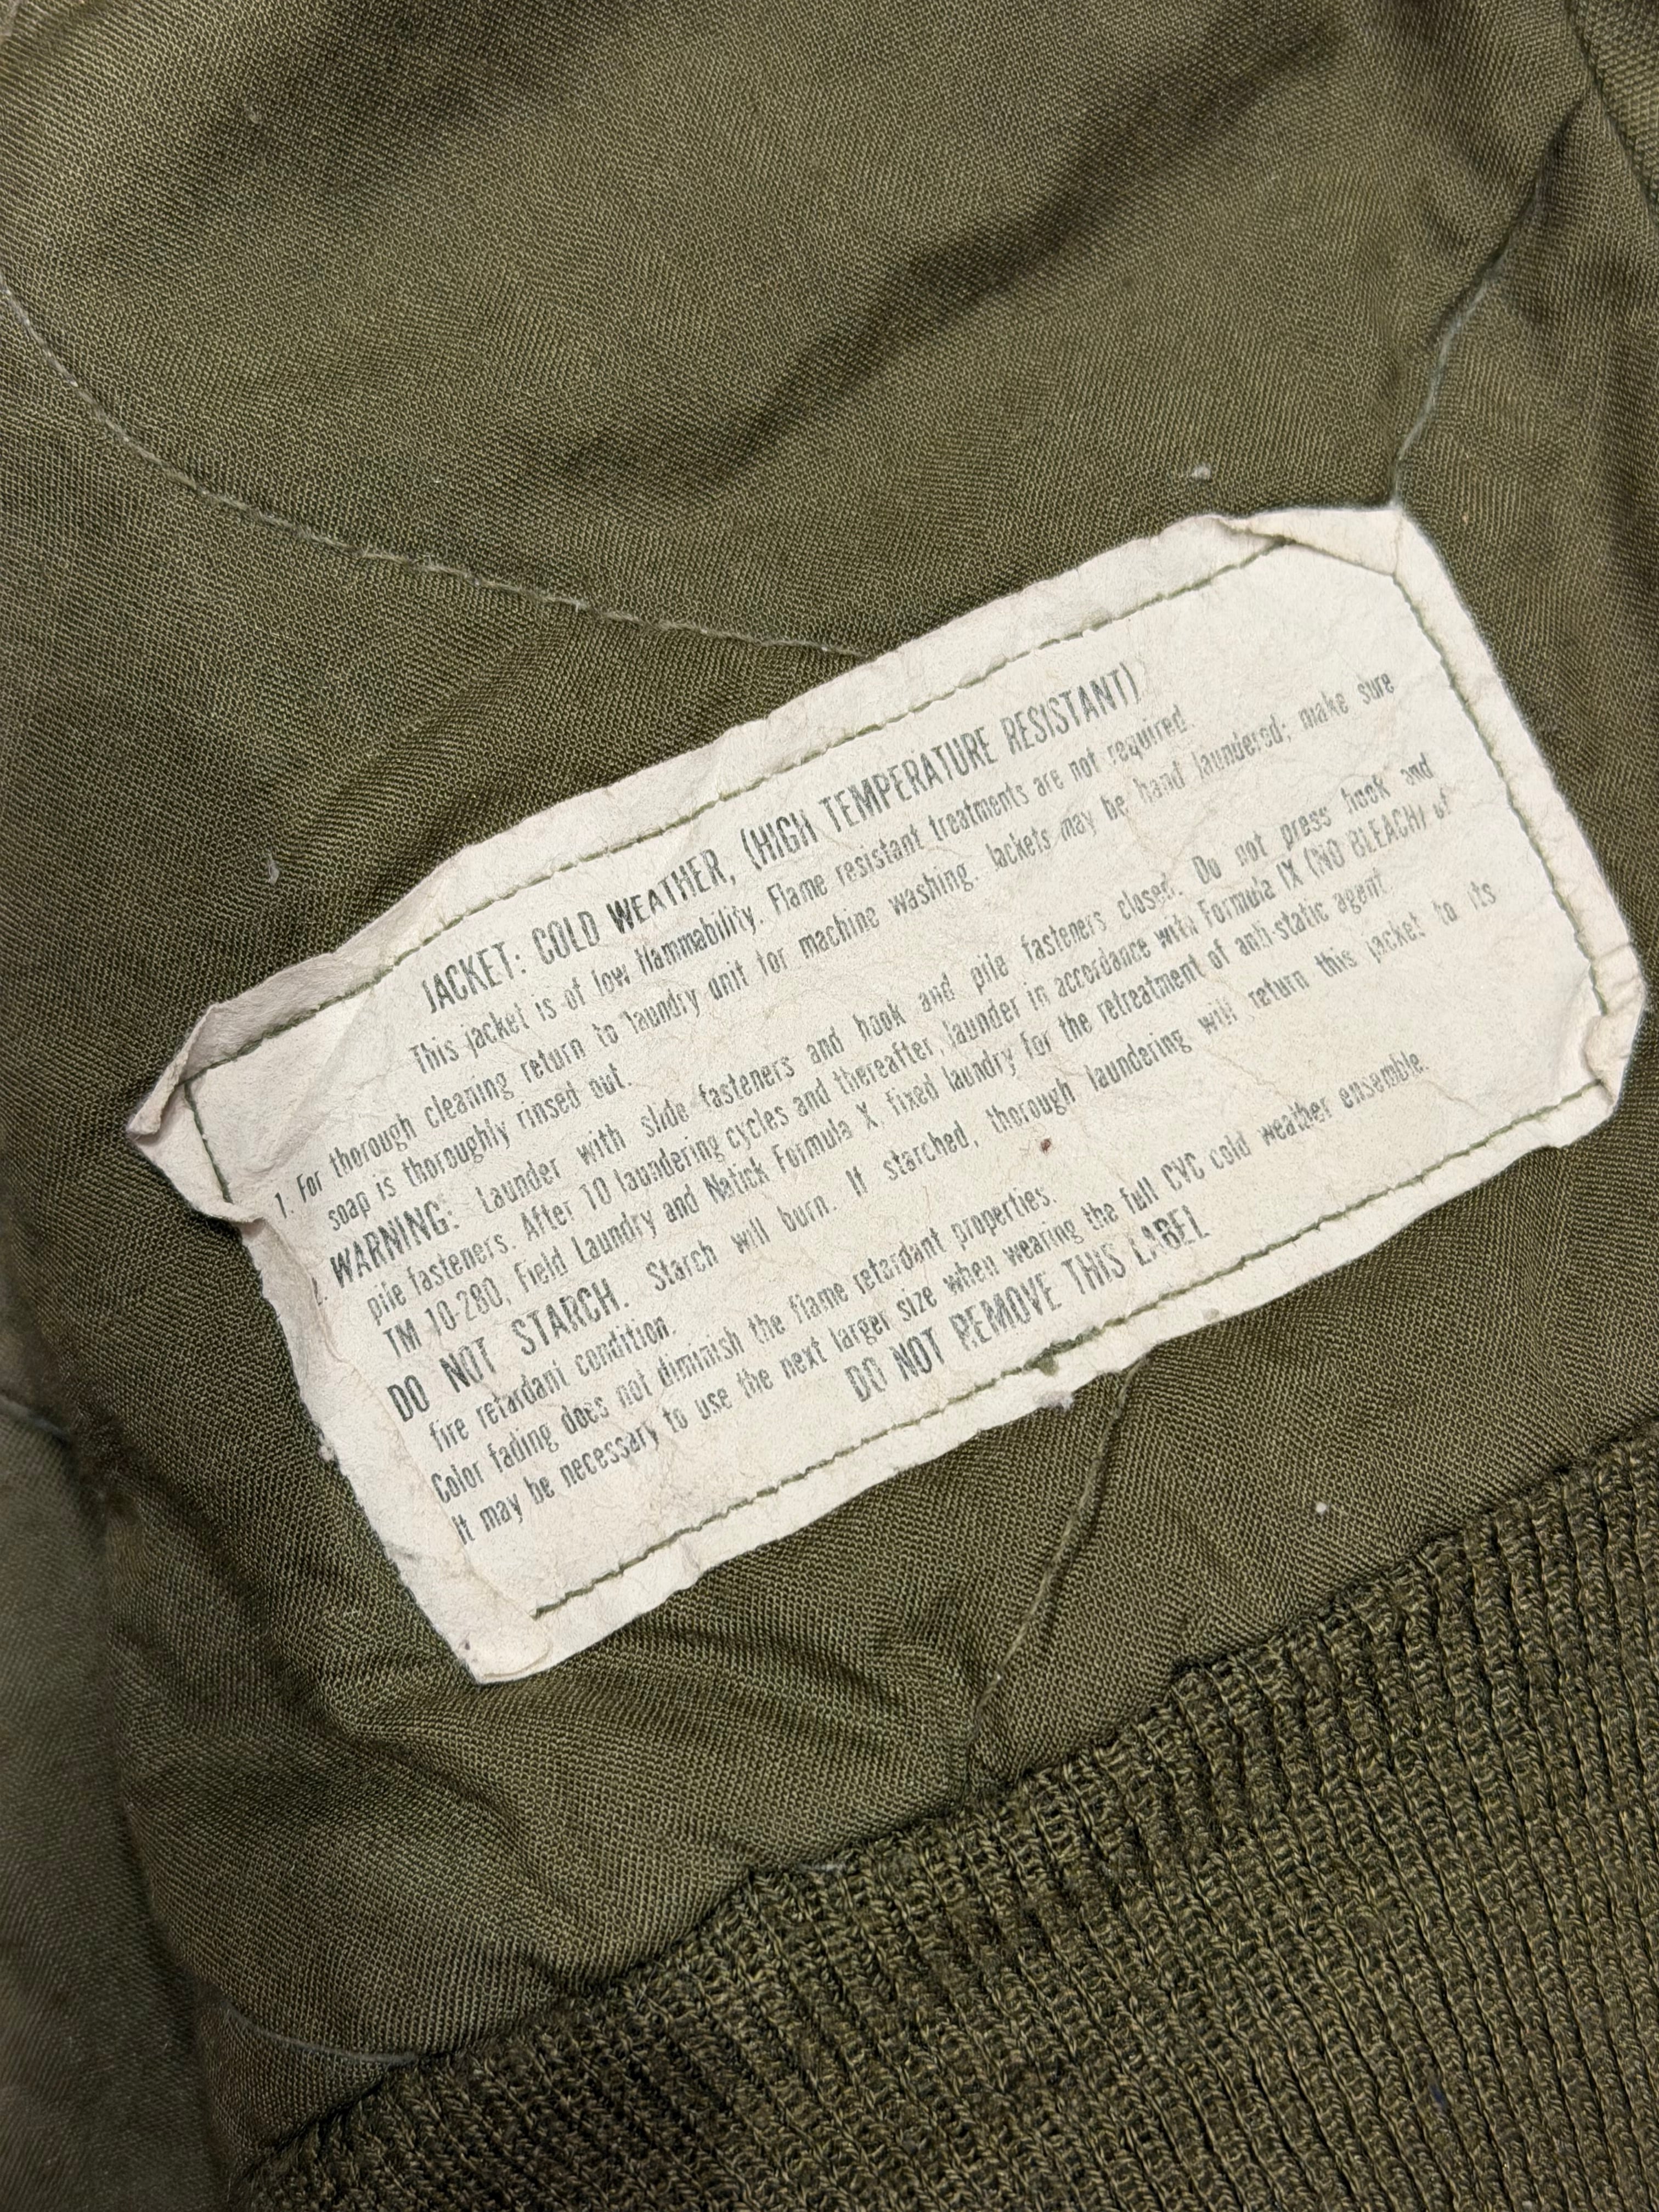 JACKET: COLD WEATHER, (HIGH TEMPERATURE RESISTANT)
This jacket is of low flammability. Flame resistant treatments are not required.
1. For thorough cleaning return to laundry unit for machine washing. Jackets may be hand laundered; make sure
soap is thoroughly rinsed out.
WARNING: Launder with slide fasteners and hook and pile fasteners closed. Do not press hook and
pile fasteners. After 10 laundering cycles and thereafter, launder in accordance with Formula IX (NO BLEACH) of
TM 10-280, Field Laundry and Natick Formula X, fixed laundry for the retreatment of anti-static agent.
DO NOT STARCH. Starch will burn. If starched, thorough laundering will return this jacket to its
fire retardant condition.
Color fading does not diminish the flame retardant properties.
It may be necessary to use the next larger size when wearing the full CVC cold weather ensemble.
DO NOT REMOVE THIS LABEL